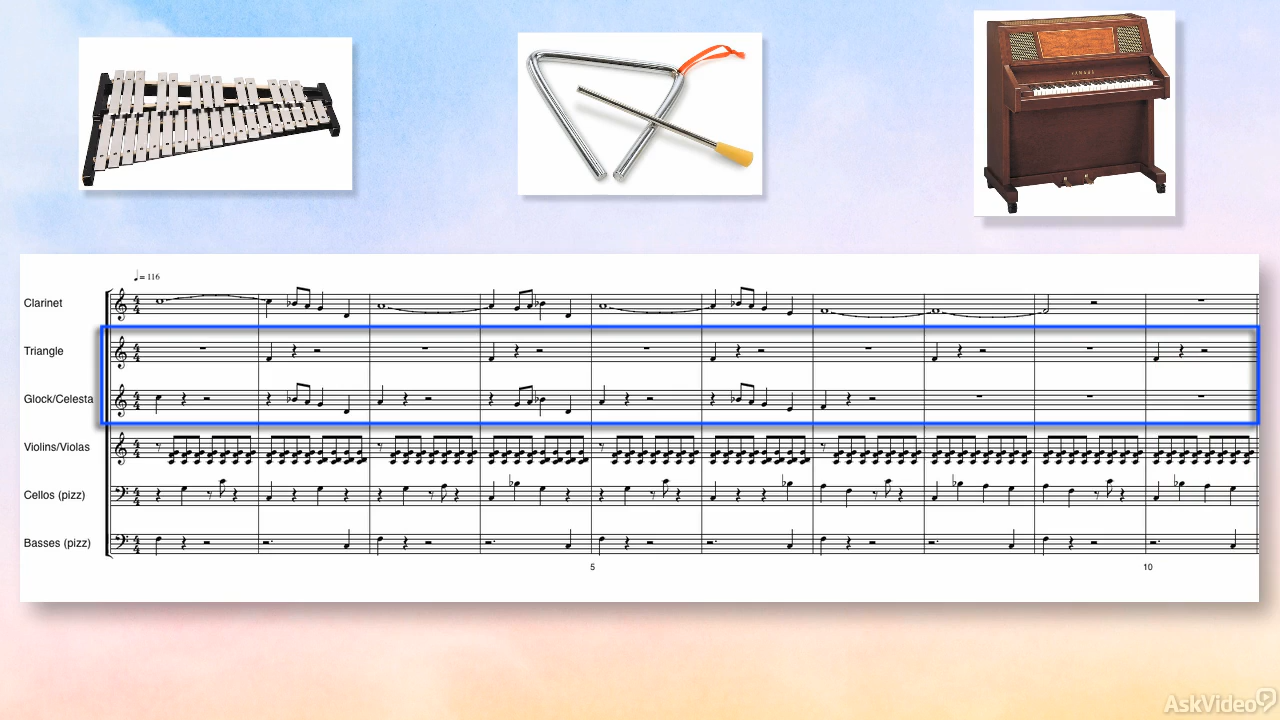 YAMAHA
♩= 116
Clarinet
Triangle
Glock/Celesta
Violins/Violas
Cellos (pizz)
Basses (pizz)
5
10
AskVideo